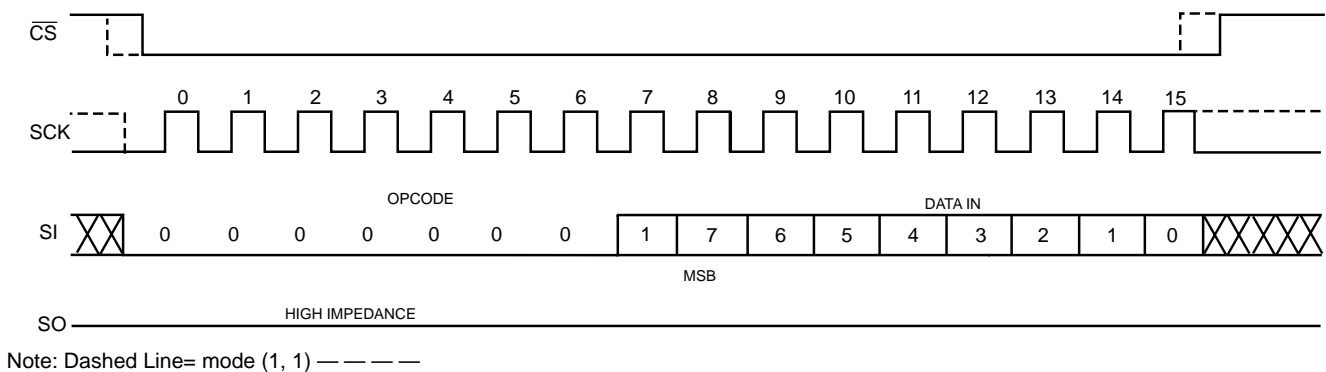 CS
0 1 2 3 4 5 6 7 8 9 10 11 12 13 14 15
SCK
OPCODE
DATA IN
SI 0 0 0 0 0 0 0 1 7 6 5 4 3 2 1 0
MSB
HIGH IMPEDANCE
SO
Note: Dashed Line= mode (1, 1) — — — —